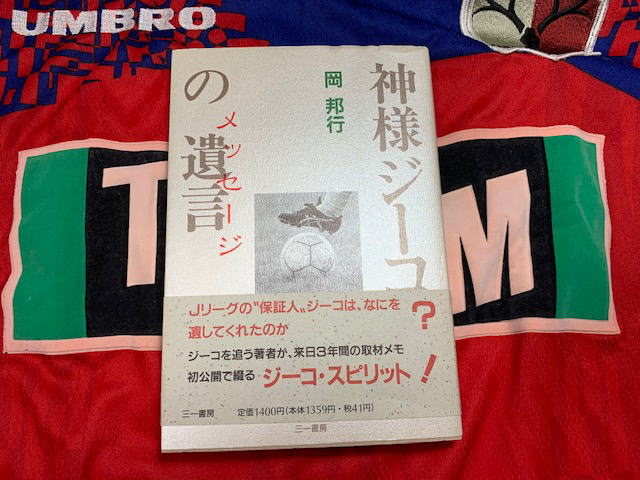 UMBRO
神様ジーコ
の遺言
メッセージ
岡 邦行
T M
Jリーグの〝保証人〟ジーコは、なにを
遺してくれたのか?
ジーコを追う著者が、来日3年間の取材メモ
初公開で綴る ジーコ・スピリット!
三一書房 定価1400円(本体1359円・税41円)
三一書房